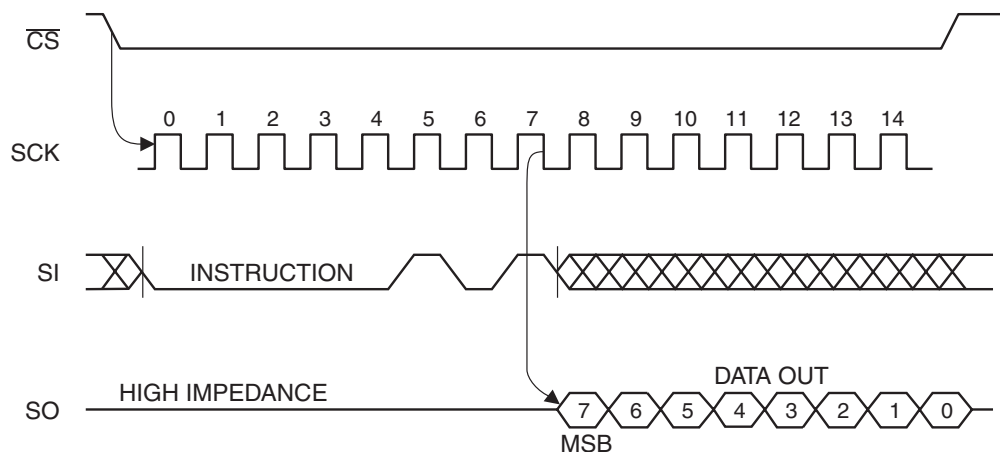 C̅S̅
0 1 2 3 4 5 6 7 8 9 10 11 12 13 14
SCK
SI
INSTRUCTION
HIGH IMPEDANCE
DATA OUT
SO
7 6 5 4 3 2 1 0
MSB